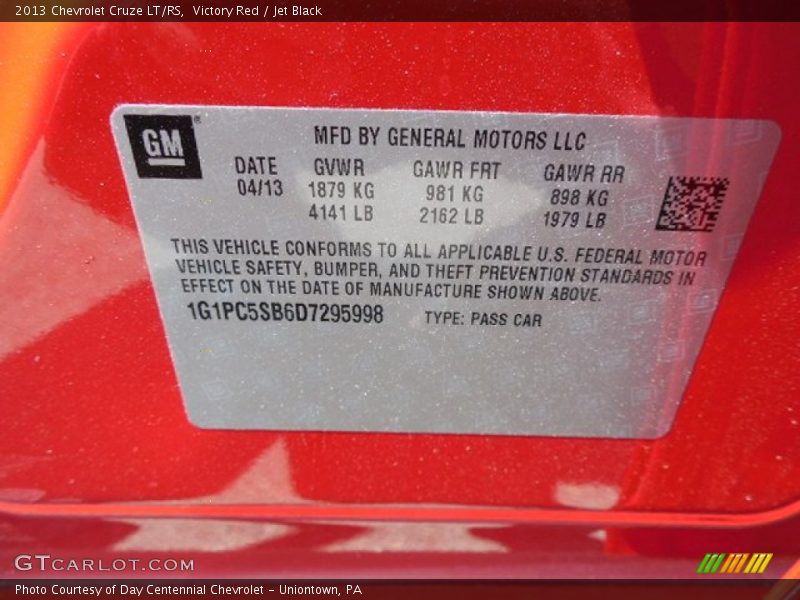 2013 Chevrolet Cruze LT/RS, Victory Red / Jet Black
GM
MFD BY GENERAL MOTORS LLC
DATE GVWR GAWR FRT GAWR RR
04/13 1879 KG 981 KG 898 KG
4141 LB 2162 LB 1979 LB
THIS VEHICLE CONFORMS TO ALL APPLICABLE U.S. FEDERAL MOTOR
VEHICLE SAFETY, BUMPER, AND THEFT PREVENTION STANDARDS IN
EFFECT ON THE DATE OF MANUFACTURE SHOWN ABOVE.
1G1PC5SB6D7295998 TYPE: PASS CAR
GTCARLOT.COM
Photo Courtesy of Day Centennial Chevrolet - Uniontown, PA